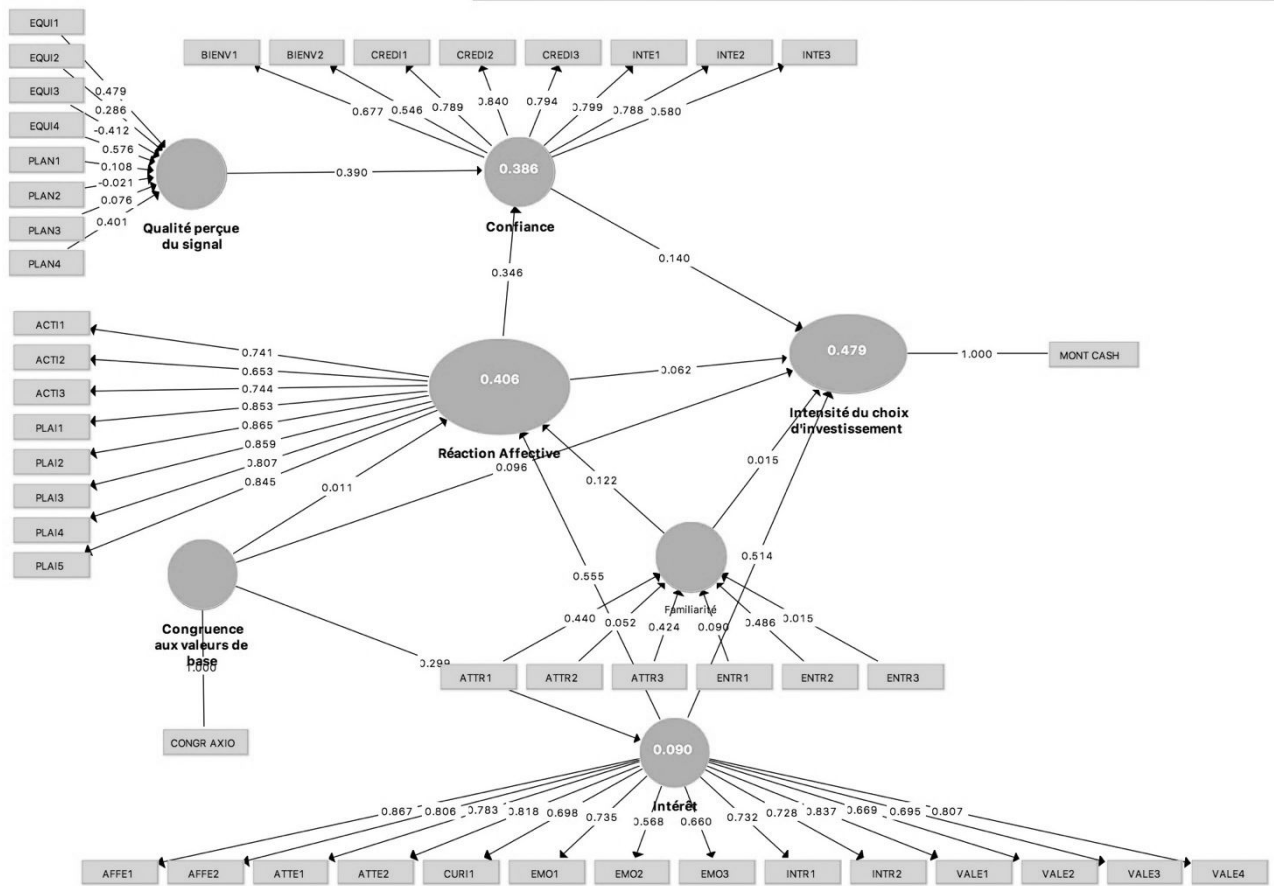 EQUI1
EQUI2
EQUI3
EQUI4
PLAN1
PLAN2
PLAN3
PLAN4
0.479
0.286
-0.412
0.576
0.108
-0.021
0.076
0.401
Qualité perçue
du signal
0.390
BIENV1 BIENV2 CREDI1 CREDI2 CREDI3 INTE1 INTE2 INTE3
0.677 0.546 0.789 0.840 0.794 0.799 0.788 0.580
0.386
Confiance
0.346
0.140
ACTI1
ACTI2
ACTI3
PLAI1
PLAI2
PLAI3
PLAI4
PLAI5
0.741
0.653
0.744
0.853
0.865
0.859
0.807
0.845
0.406
Réaction Affective
0.062
0.096
0.479
Intensité du choix
d'investissement
1.000
MONT CASH
0.011
0.122
0.015
0.555
0.514
Familiarité
0.440 0.052 0.424 0.090 0.486 0.015
ATTR1 ATTR2 ATTR3 ENTR1 ENTR2 ENTR3
Congruence
aux valeurs de
base
1.000
CONGR AXIO
0.299
0.090
Intérêt
0.867 0.806 0.783 0.818 0.698 0.735 0.568 0.660 0.732 0.728 0.837 0.669 0.695 0.807
AFFE1 AFFE2 ATTE1 ATTE2 CURI1 EMO1 EMO2 EMO3 INTR1 INTR2 VALE1 VALE2 VALE3 VALE4